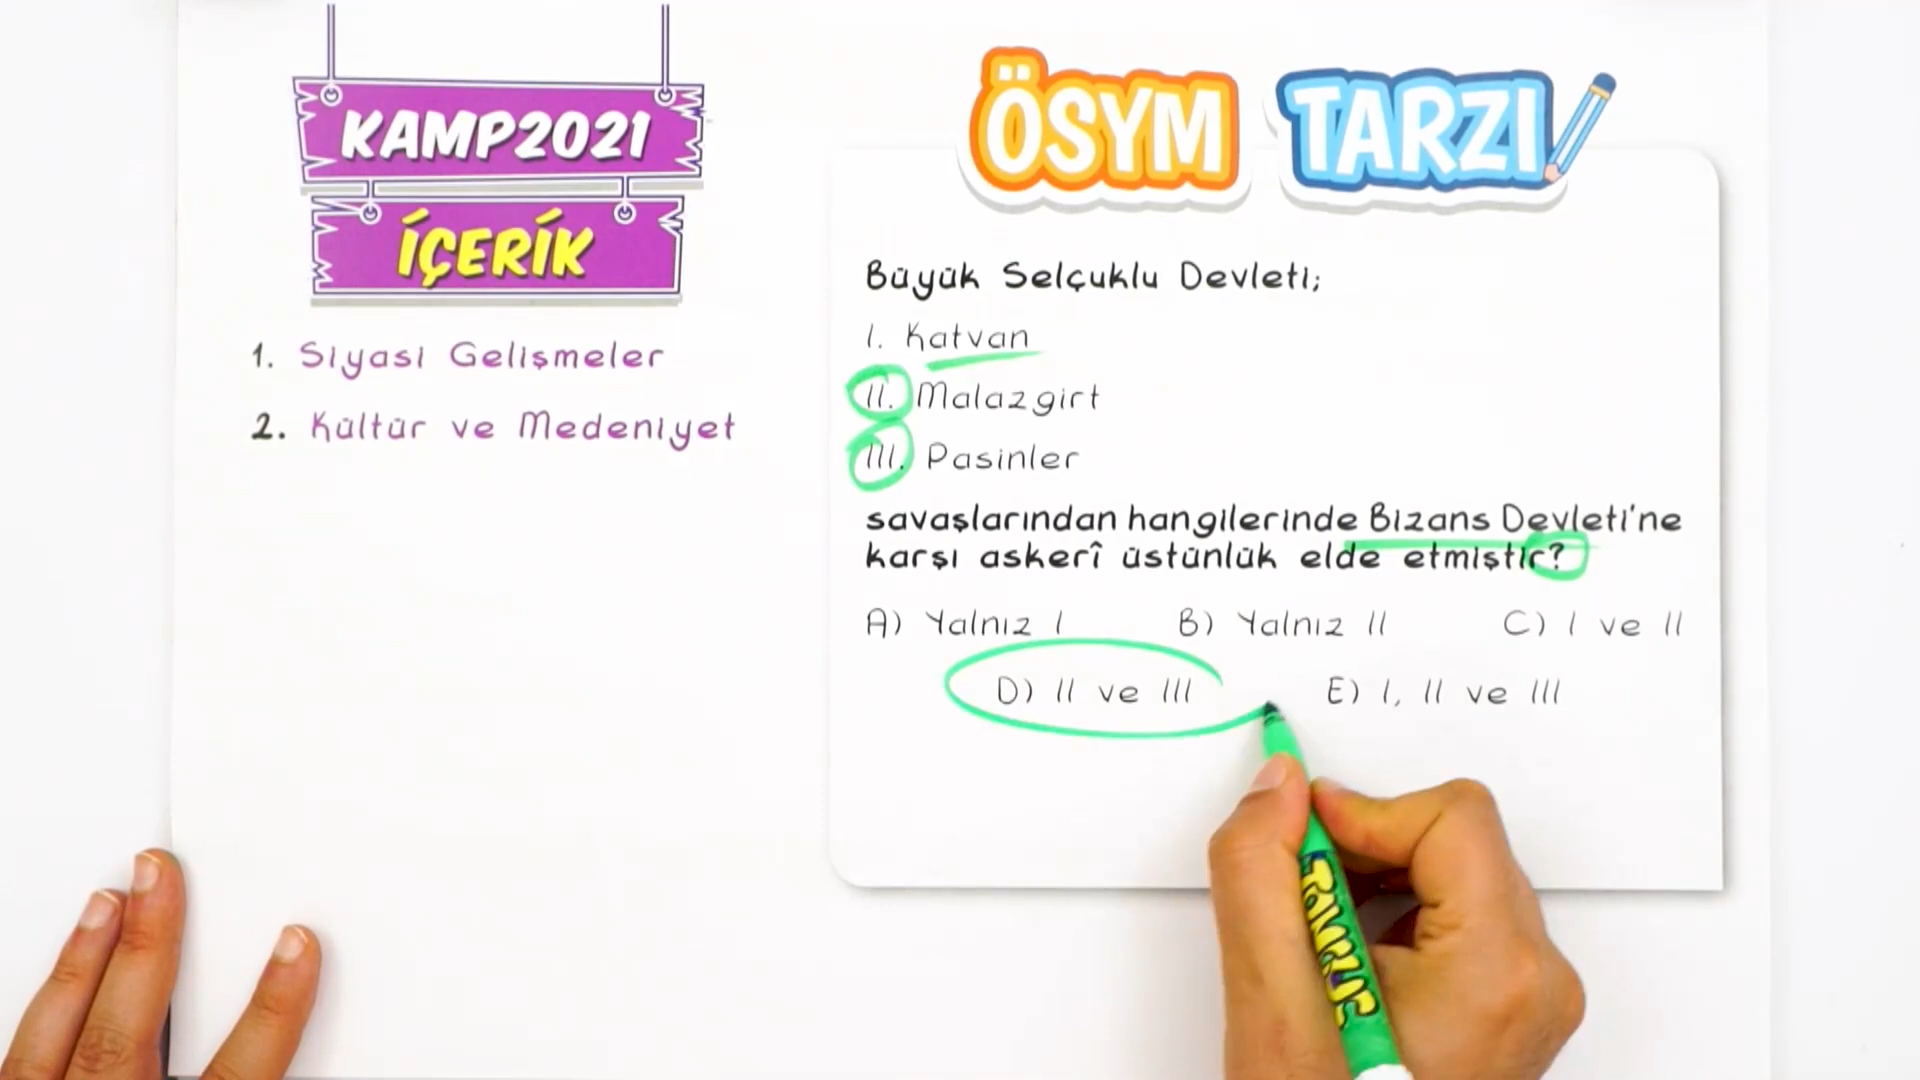 KAMP2021
İÇERİK
1. Siyasi Gelişmeler
2. Kültür ve Medeniyet
ÖSYM TARZI
Büyük Selçuklu Devleti;
I. Katvan
II. Malazgirt
III. Pasinler
savaşlarından hangilerinde Bizans Devleti'ne
karşı askerî üstünlük elde etmiştir?
A) Yalnız I B) Yalnız II C) I ve II
D) II ve III E) I, II ve III